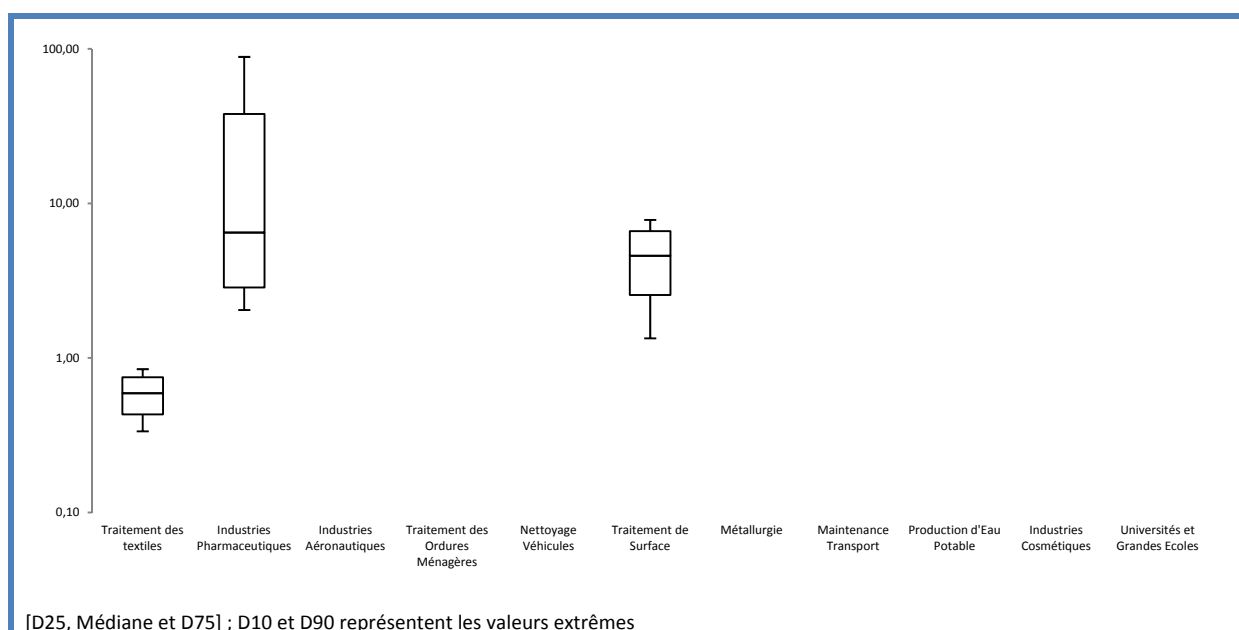 100,00
10,00
1,00
0,10
Traitement des
textiles
Industries
Pharmaceutiques
Industries
Aéronautiques
Traitement des
Ordures
Ménagères
Nettoyage
Véhicules
Traitement de
Surface
Métallurgie
Maintenance
Transport
Production d'Eau
Potable
Industries
Cosmétiques
Universités et
Grandes Ecoles
[D25, Médiane et D75] ; D10 et D90 représentent les valeurs extrêmes